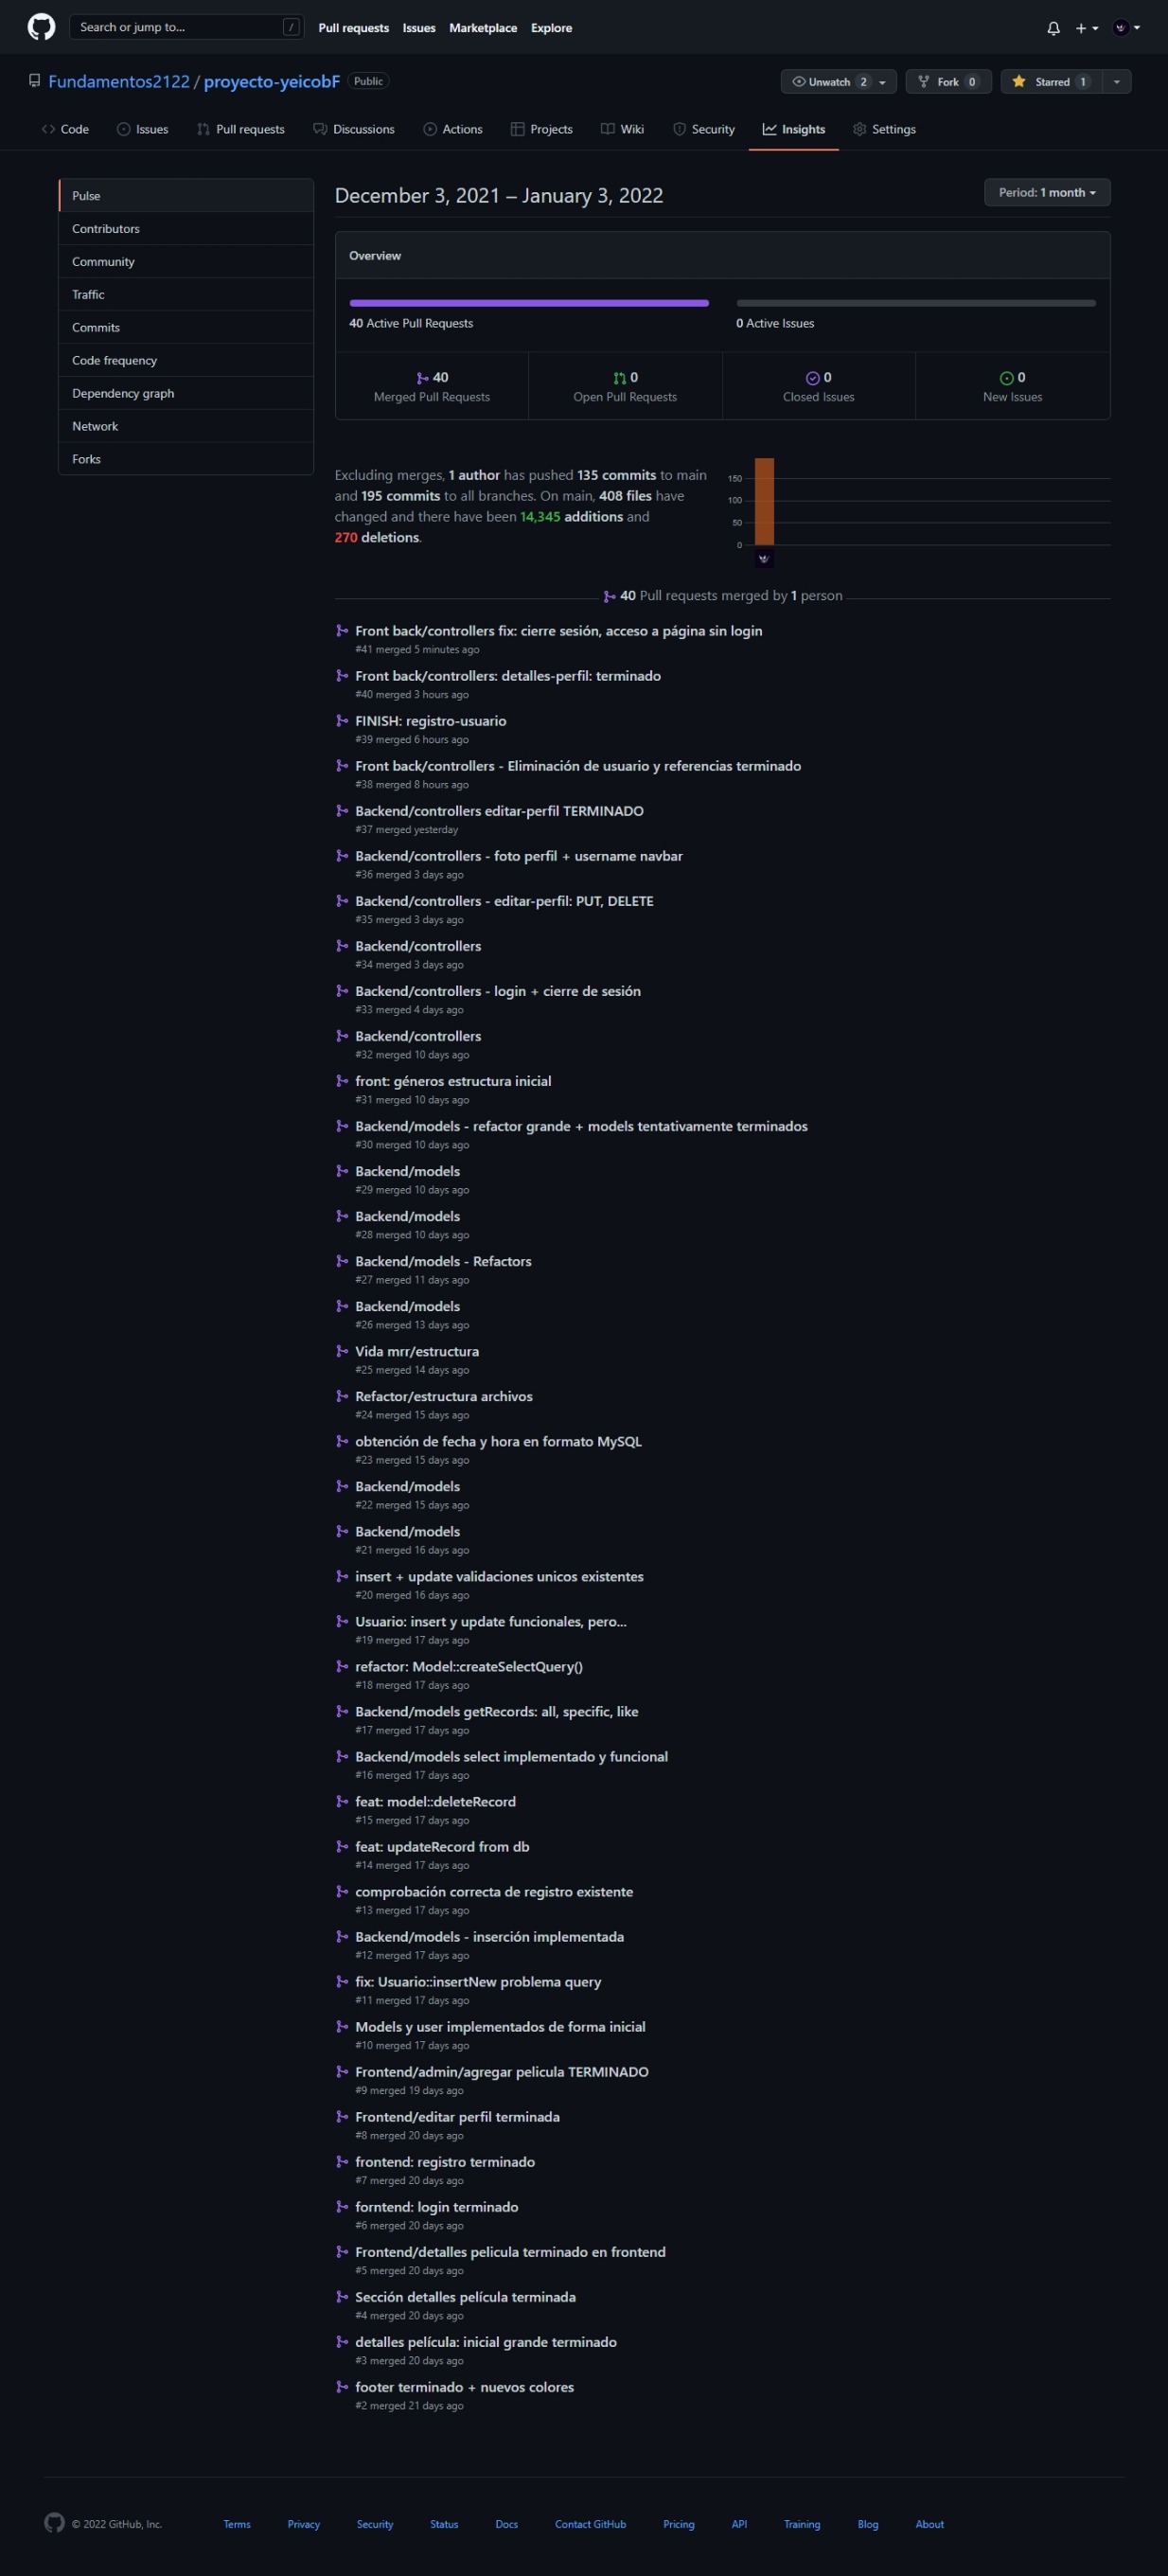 Search or jump to... / Pull requests Issues Marketplace Explore
Fundamentos2122 / proyecto-yeicobF Public Unwatch 2 Fork 0 Starred 1
Code Issues Pull requests Discussions Actions Projects Wiki Security Insights Settings
Pulse
Contributors
Community
Traffic
Commits
Code frequency
Dependency graph
Network
Forks
December 3, 2021 – January 3, 2022 Period: 1 month
Overview
40 Active Pull Requests 0 Active Issues
40 0 0 0
Merged Pull Requests Open Pull Requests Closed Issues New Issues
Excluding merges, 1 author has pushed 135 commits to main
and 195 commits to all branches. On main, 408 files have
changed and there have been 14,345 additions and
270 deletions.
150
100
50
0
40 Pull requests merged by 1 person
Front back/controllers fix: cierre sesión, acceso a página sin login
#41 merged 5 minutes ago
Front back/controllers: detalles-perfil: terminado
#40 merged 3 hours ago
FINISH: registro-usuario
#39 merged 6 hours ago
Front back/controllers - Eliminación de usuario y referencias terminado
#38 merged 8 hours ago
Backend/controllers editar-perfil TERMINADO
#37 merged yesterday
Backend/controllers - foto perfil + username navbar
#36 merged 3 days ago
Backend/controllers - editar-perfil: PUT, DELETE
#35 merged 3 days ago
Backend/controllers
#34 merged 3 days ago
Backend/controllers - login + cierre de sesión
#33 merged 4 days ago
Backend/controllers
#32 merged 10 days ago
front: géneros estructura inicial
#31 merged 10 days ago
Backend/models - refactor grande + models tentativamente terminados
#30 merged 10 days ago
Backend/models
#29 merged 10 days ago
Backend/models
#28 merged 10 days ago
Backend/models - Refactors
#27 merged 11 days ago
Backend/models
#26 merged 13 days ago
Vida mrr/estructura
#25 merged 14 days ago
Refactor/estructura archivos
#24 merged 15 days ago
obtención de fecha y hora en formato MySQL
#23 merged 15 days ago
Backend/models
#22 merged 15 days ago
Backend/models
#21 merged 16 days ago
insert + update validaciones unicos existentes
#20 merged 16 days ago
Usuario: insert y update funcionales, pero...
#19 merged 17 days ago
refactor: Model::createSelectQuery()
#18 merged 17 days ago
Backend/models getRecords: all, specific, like
#17 merged 17 days ago
Backend/models select implementado y funcional
#16 merged 17 days ago
feat: model::deleteRecord
#15 merged 17 days ago
feat: updateRecord from db
#14 merged 17 days ago
comprobación correcta de registro existente
#13 merged 17 days ago
Backend/models - inserción implementada
#12 merged 17 days ago
fix: Usuario::insertNew problema query
#11 merged 17 days ago
Models y user implementados de forma inicial
#10 merged 17 days ago
Frontend/admin/agregar pelicula TERMINADO
#9 merged 19 days ago
Frontend/editar perfil terminada
#8 merged 20 days ago
frontend: registro terminado
#7 merged 20 days ago
forntend: login terminado
#6 merged 20 days ago
Frontend/detalles pelicula terminado en frontend
#5 merged 20 days ago
Sección detalles película terminada
#4 merged 20 days ago
detalles película: inicial grande terminado
#3 merged 20 days ago
footer terminado + nuevos colores
#2 merged 21 days ago
© 2022 GitHub, Inc. Terms Privacy Security Status Docs Contact GitHub Pricing API Training Blog About